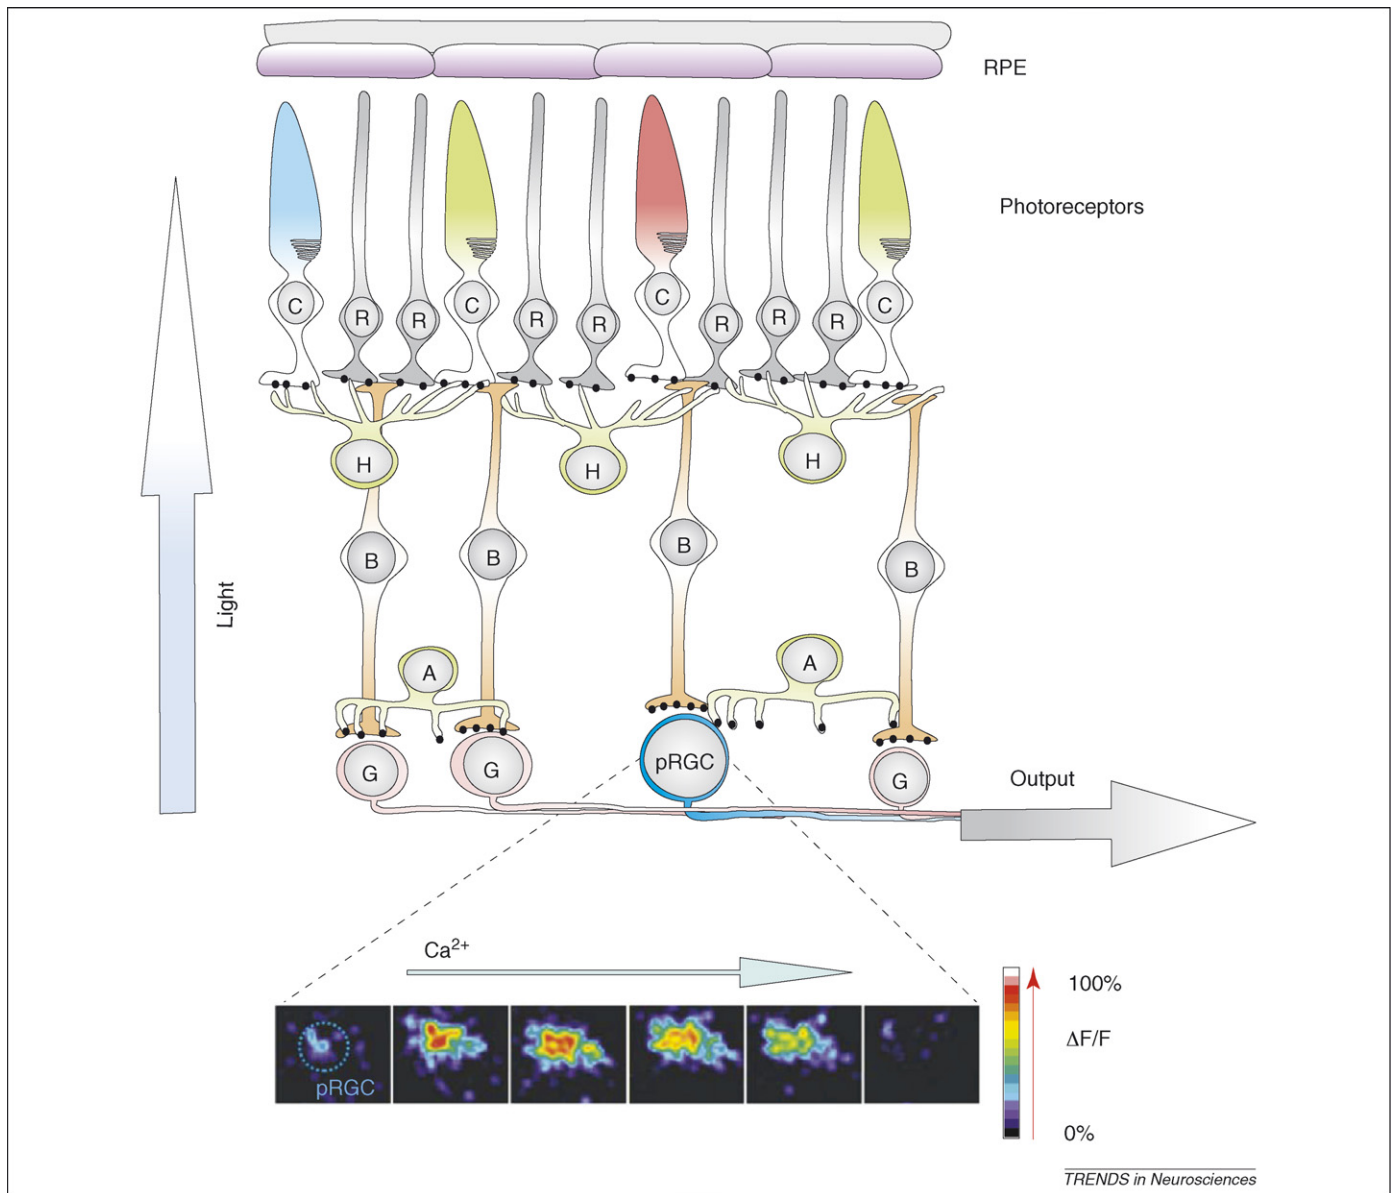 RPE
Photoreceptors
C R R C R R C R R R C
H H H
B B B B
Light
A A
G G pRGC G
Output
Ca²⁺
pRGC
100%
ΔF/F
0%
TRENDS in Neurosciences